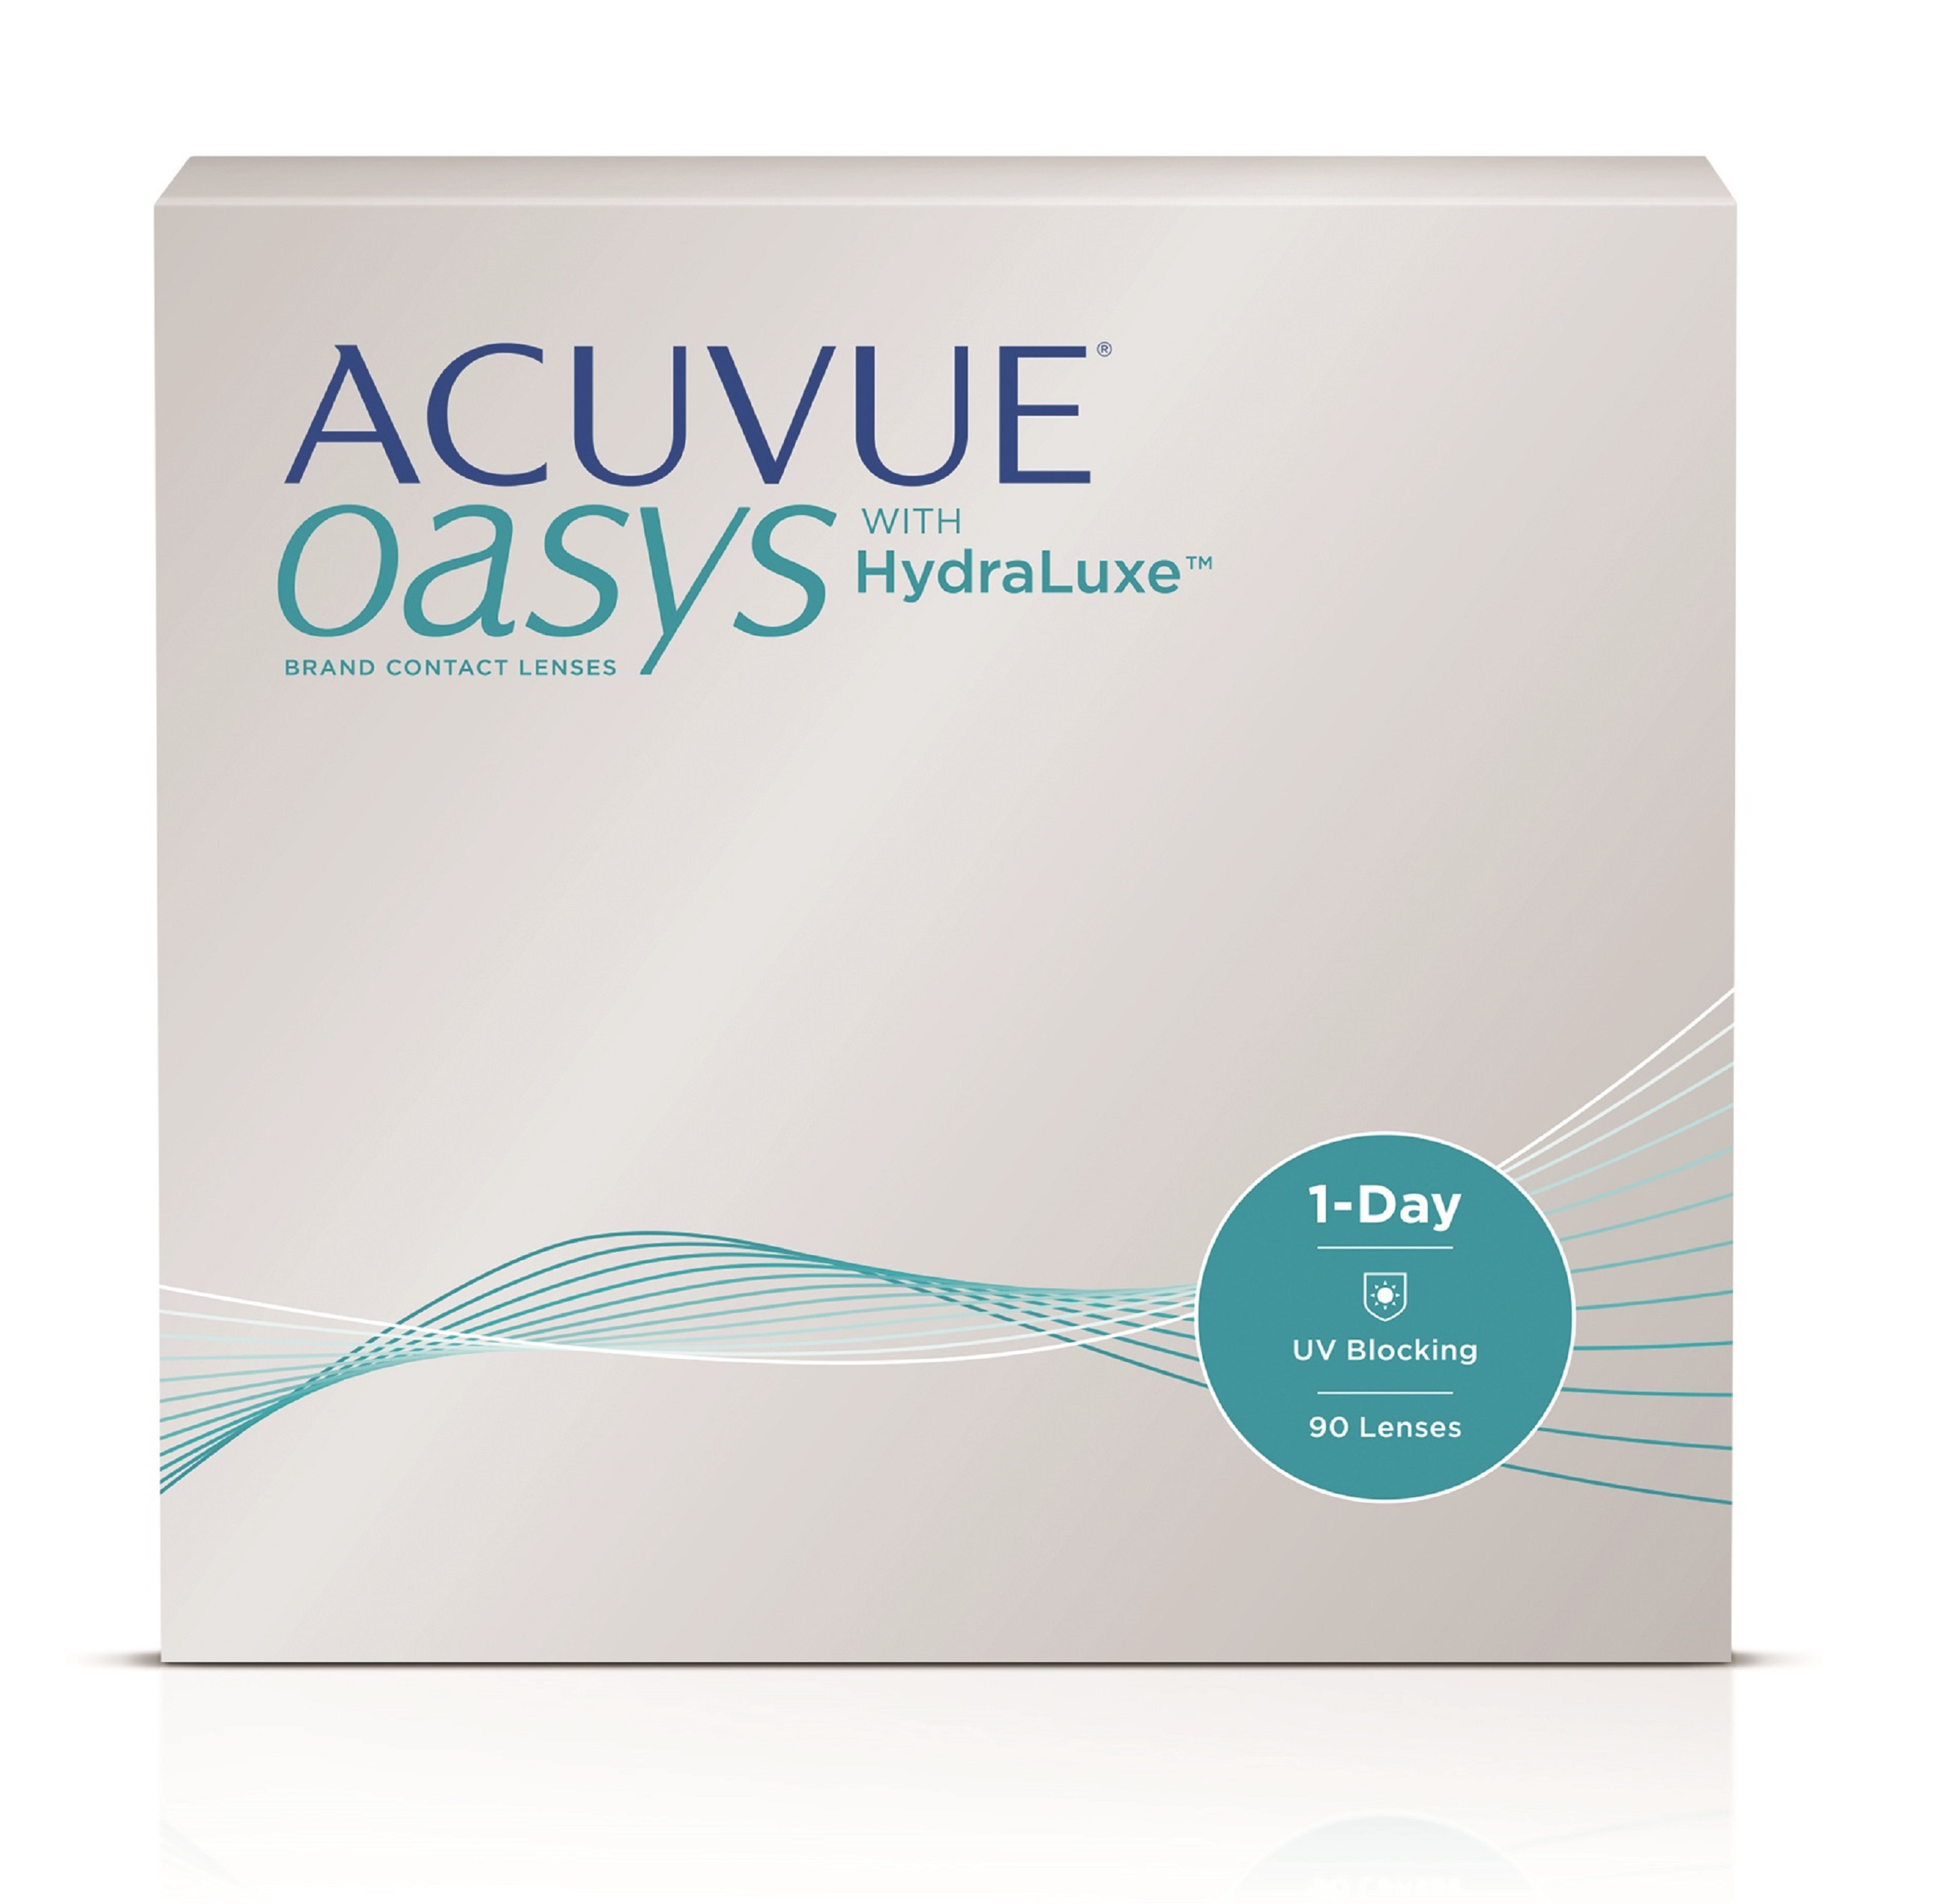 ACUVUE®
oasys WITH
HydraLuxe™
BRAND CONTACT LENSES
1-Day
UV Blocking
90 Lenses